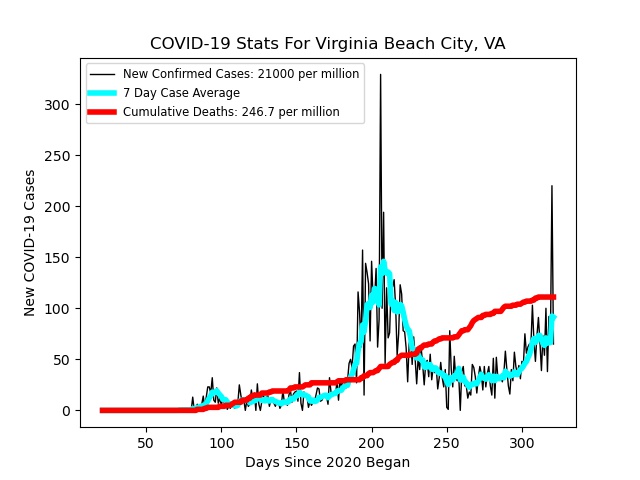 COVID-19 Stats For Virginia Beach City, VA
New Confirmed Cases: 21000 per million
7 Day Case Average
Cumulative Deaths: 246.7 per million
New COVID-19 Cases
300
250
200
150
100
50
0
50 100 150 200 250 300
Days Since 2020 Began